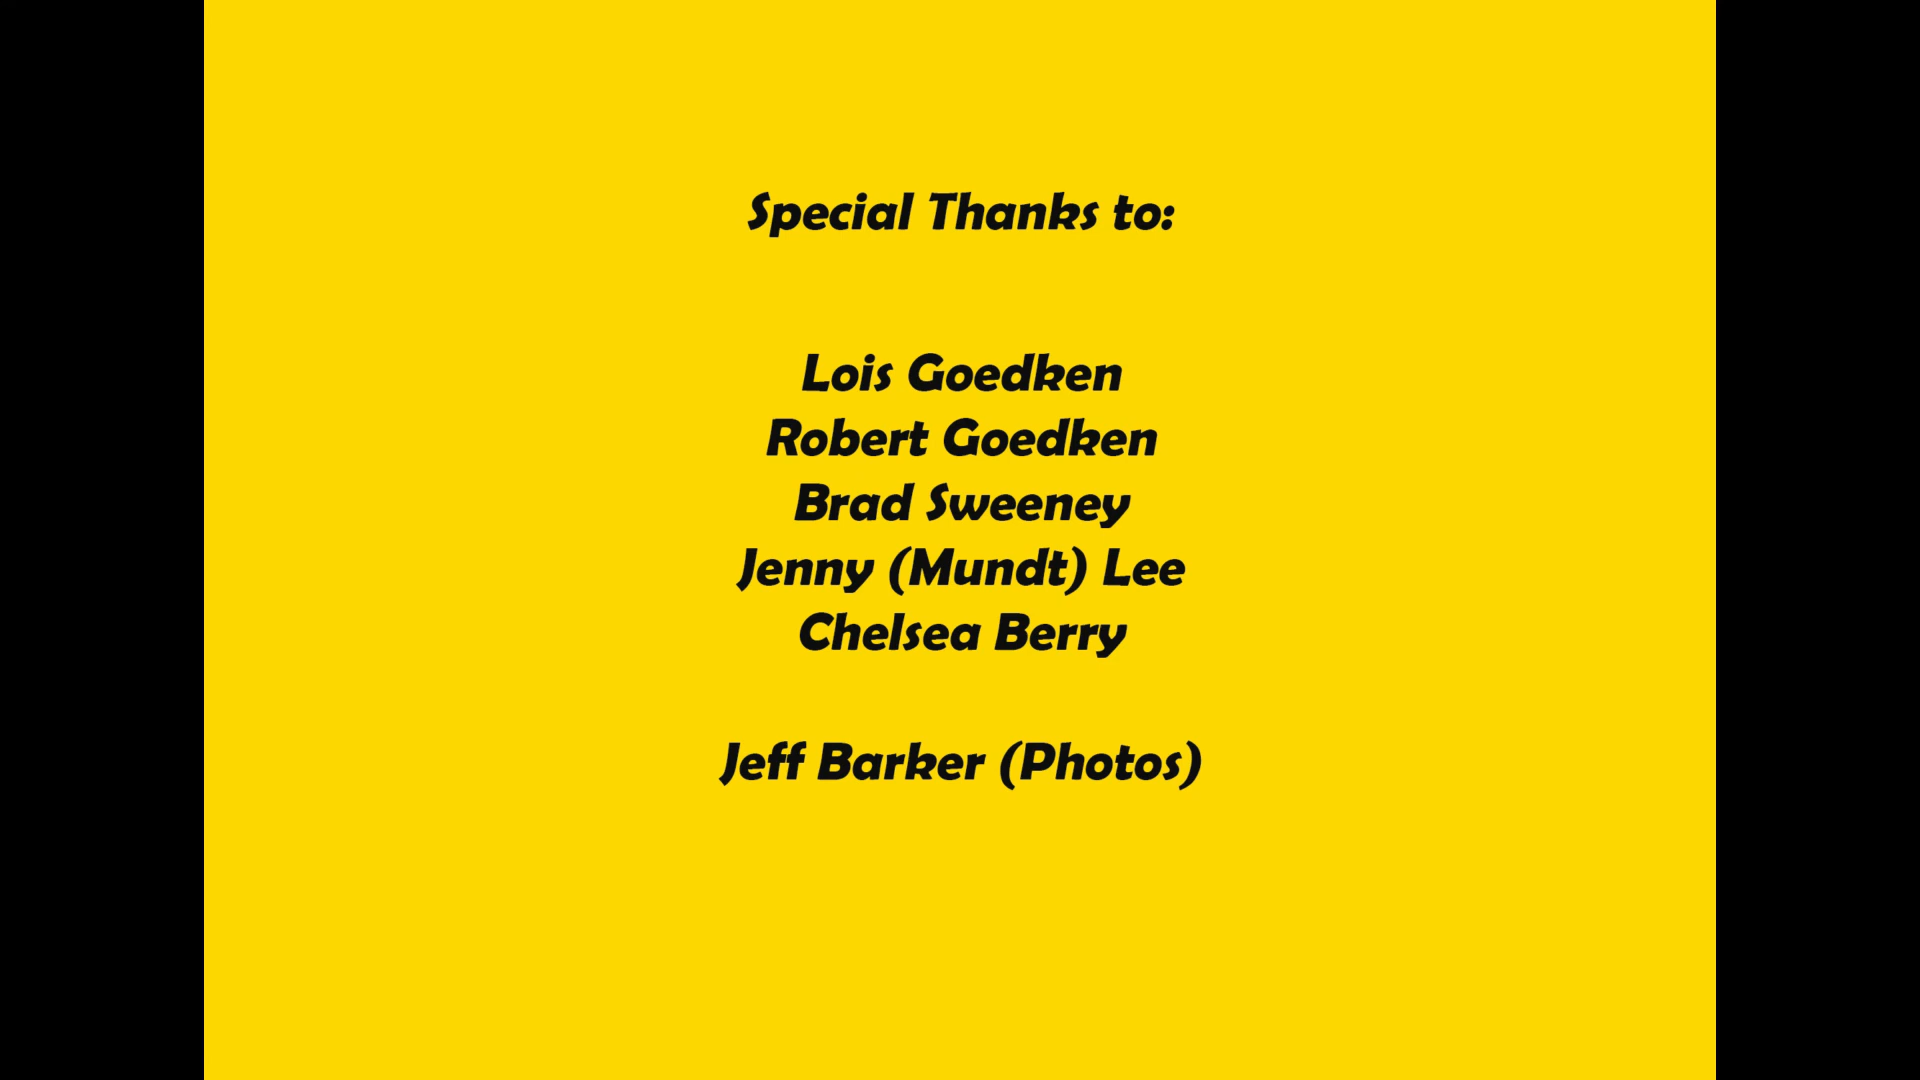 Special Thanks to:
Lois Goedken
Robert Goedken
Brad Sweeney
Jenny (Mundt) Lee
Chelsea Berry
Jeff Barker (Photos)